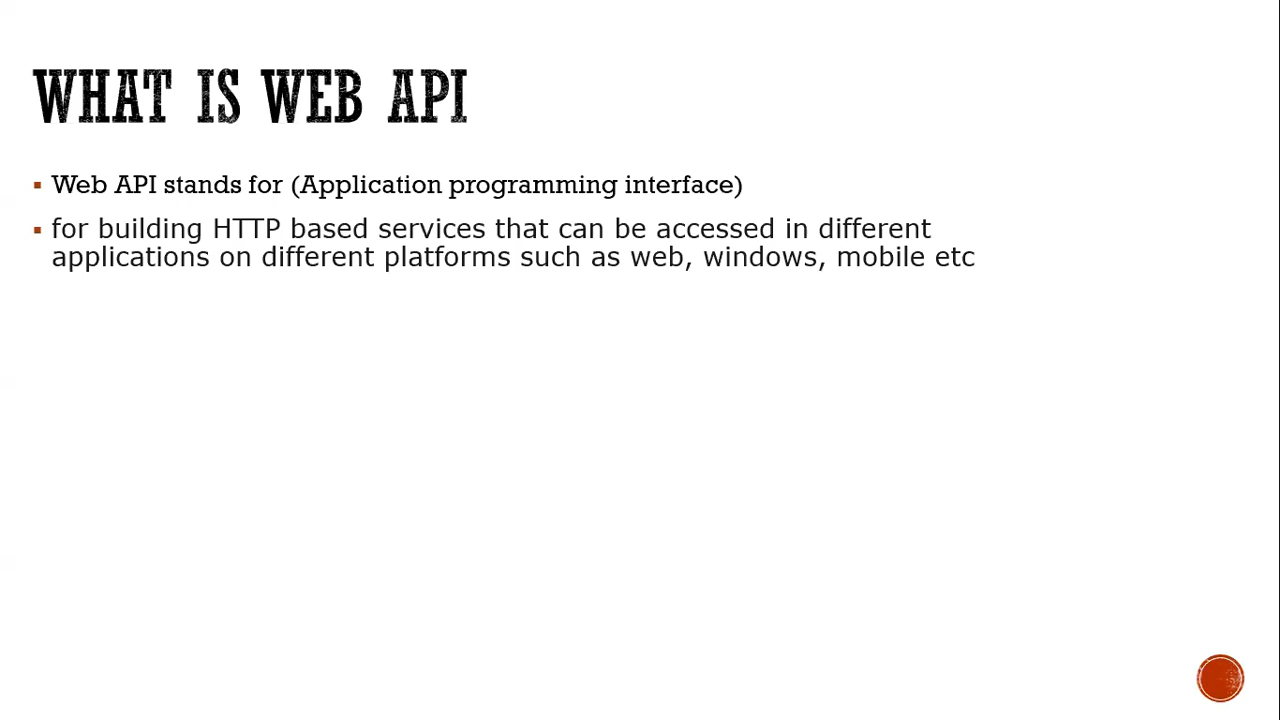 WHAT IS WEB API
▪ Web API stands for (Application programming interface)
▪ for building HTTP based services that can be accessed in different
applications on different platforms such as web, windows, mobile etc